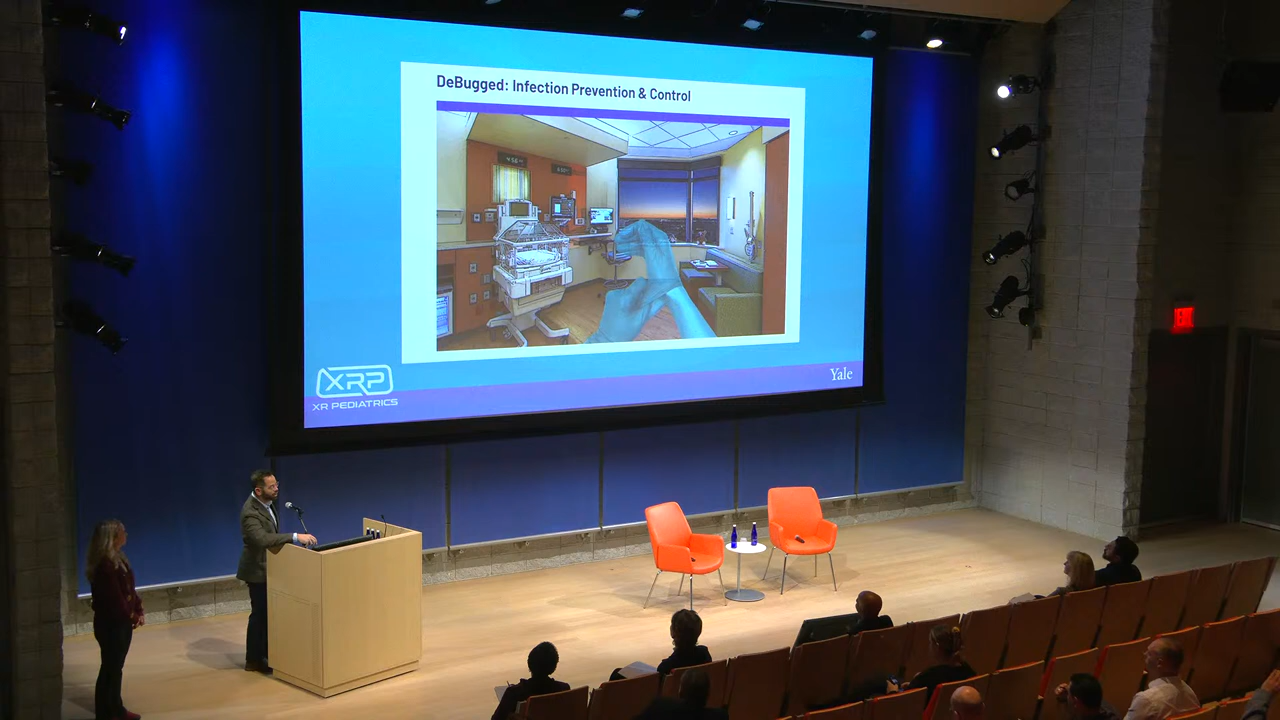 DeBugged: Infection Prevention & Control
XRP
XR PEDIATRICS
Yale